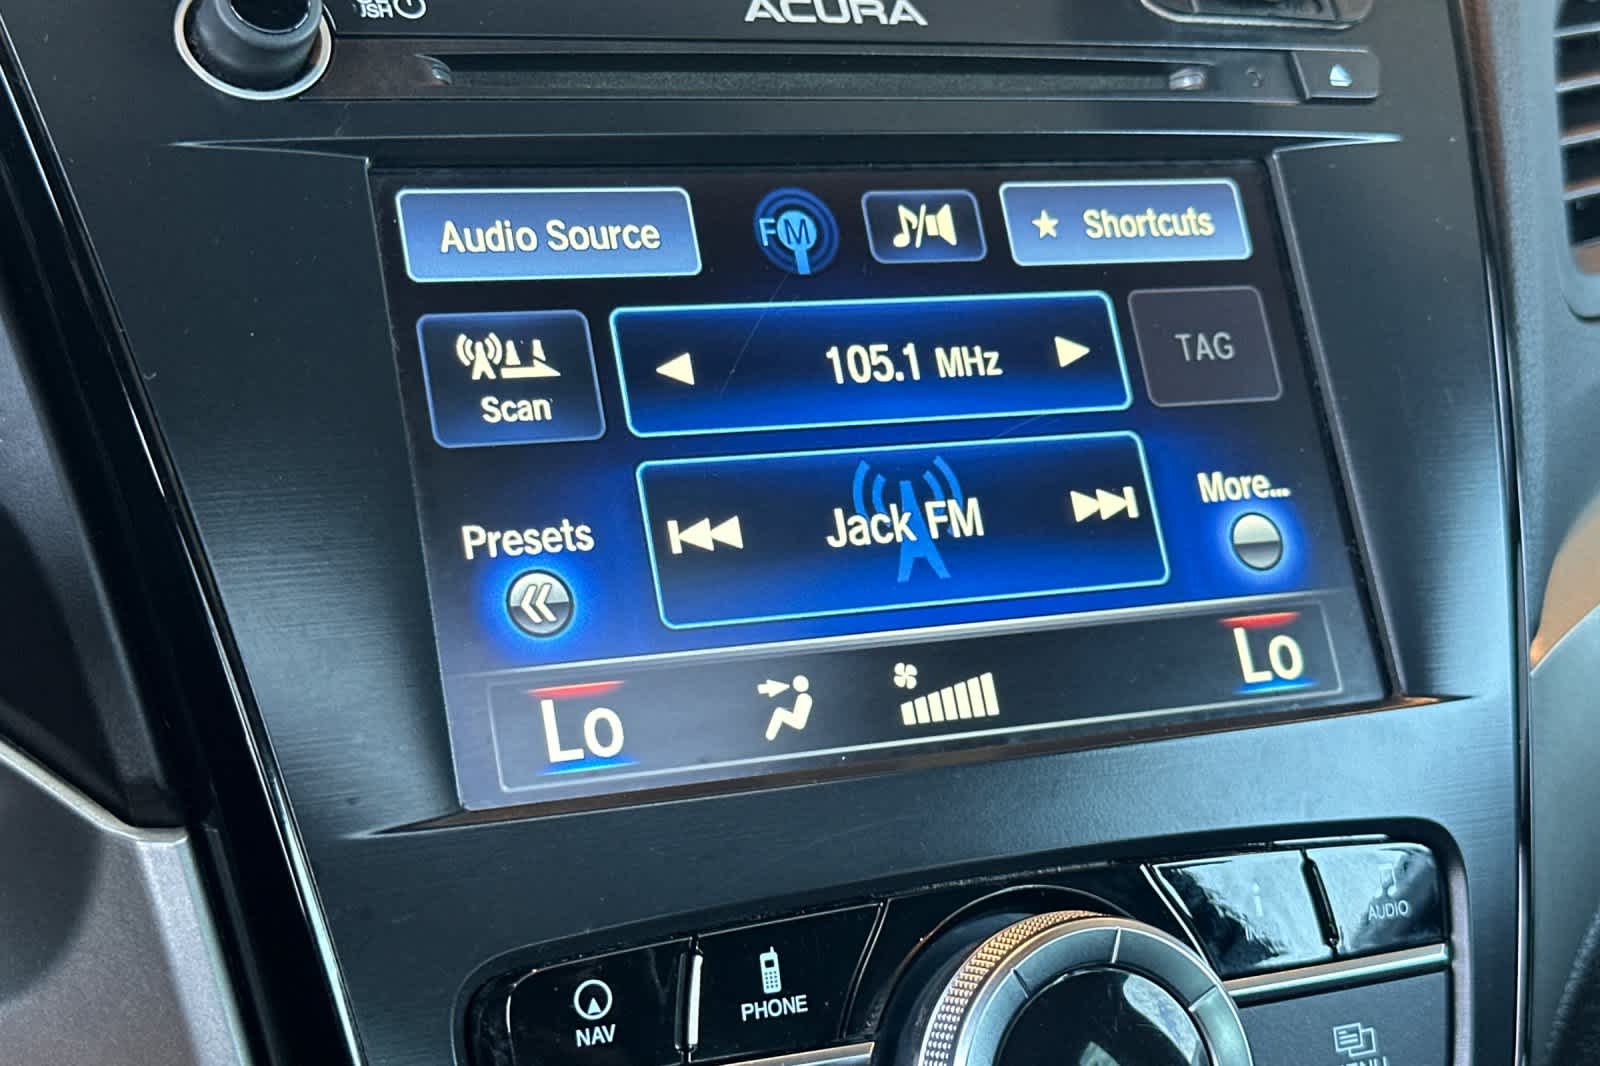 ACURA
Audio Source
FM
Shortcuts
Scan
105.1 MHz
TAG
Presets
Jack FM
More...
Lo
Lo
NAV
PHONE
i
AUDIO